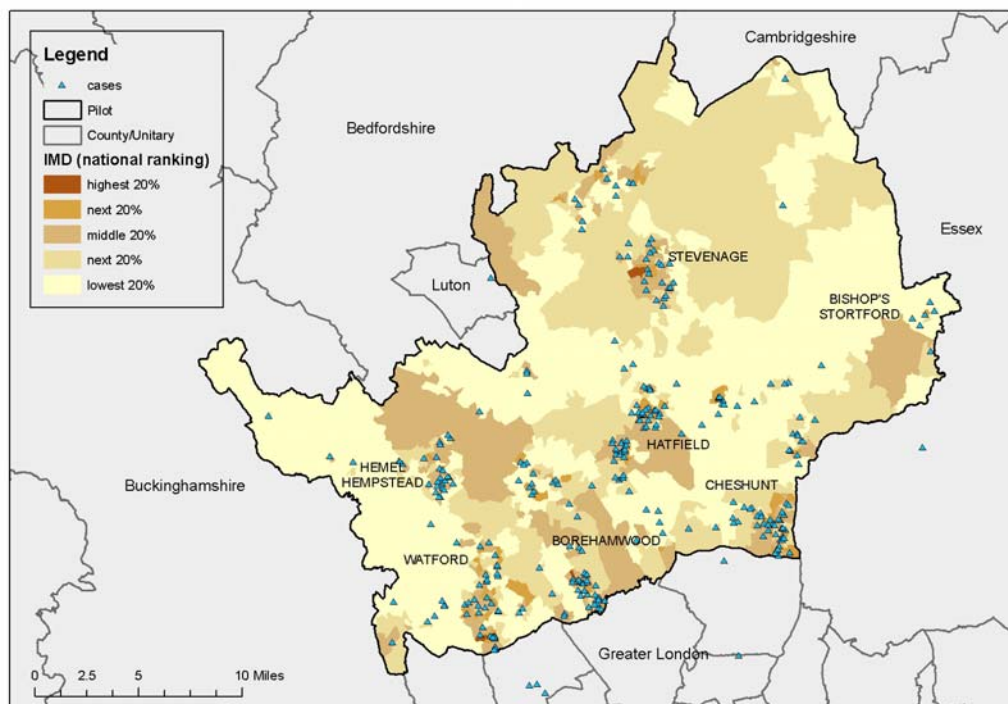 Legend
cases
Pilot
County/Unitary
IMD (national ranking)
highest 20%
next 20%
middle 20%
next 20%
lowest 20%
Cambridgeshire
Bedfordshire
Essex
STEVENAGE
Luton
BISHOP'S
STORTFORD
HATFIELD
HEMEL
HEMPSTEAD
Buckinghamshire
CHESHUNT
BOREHAMWOOD
WATFORD
Greater London
0 2.5 5 10 Miles